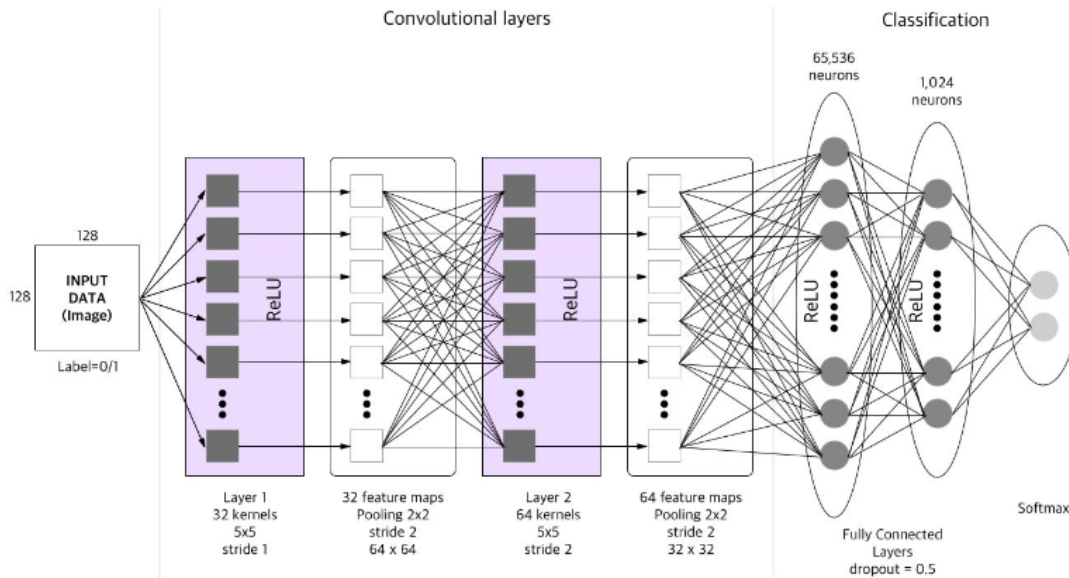 Convolutional layers
Classification
65,536
neurons
1,024
neurons
128
128
INPUT
DATA
(Image)
Label=0/1
ReLU
ReLU
ReLU
ReLU
Layer 1
32 kernels
5x5
stride 1
32 feature maps
Pooling 2x2
stride 2
64 x 64
Layer 2
64 kernels
5x5
stride 2
64 feature maps
Pooling 2x2
stride 2
32 x 32
Fully Connected
Layers
dropout = 0.5
Softmax